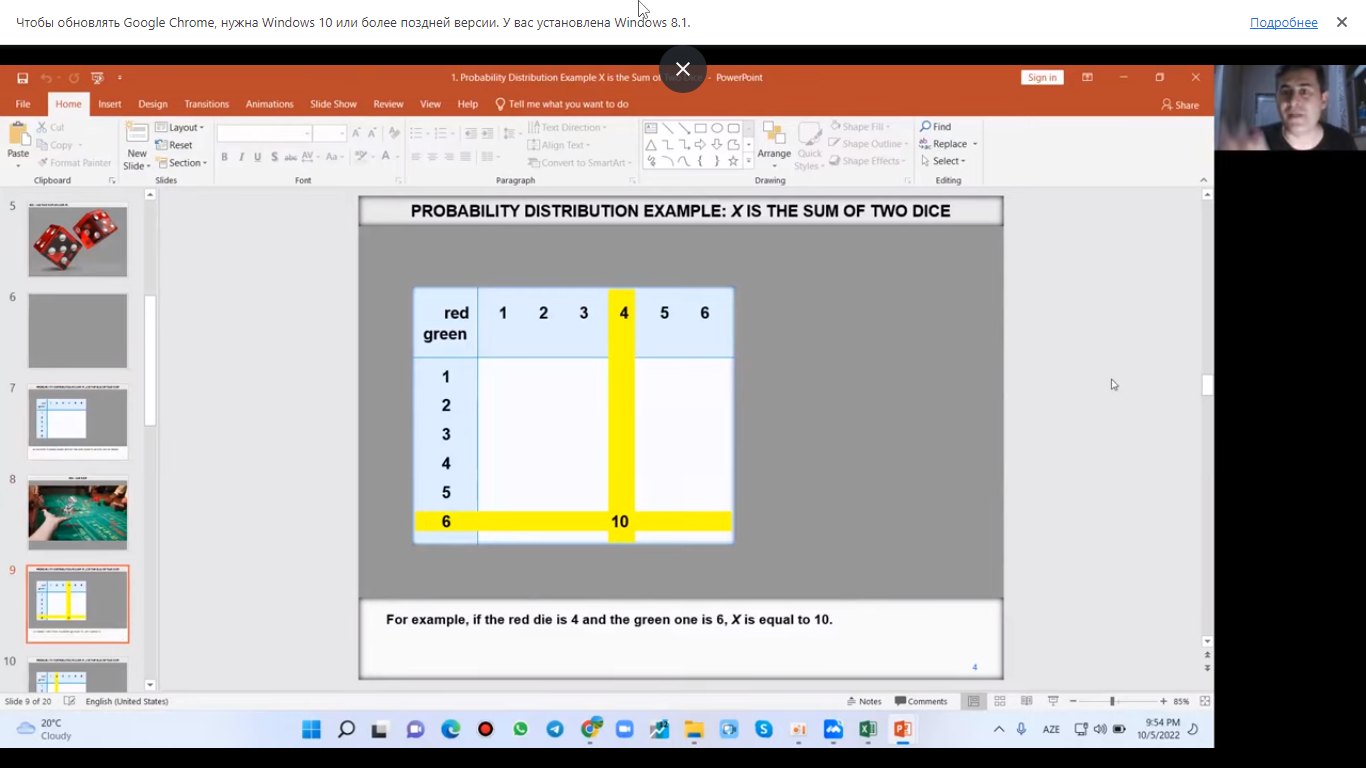 Чтобы обновлять Google Chrome, нужна Windows 10 или более поздней версии. У вас установлена Windows 8.1.
Подробнее
1. Probability Distribution Example X is the Sum of Two Dice - PowerPoint
Sign in
File Home Insert Design Transitions Animations Slide Show Review View Help Tell me what you want to do
Share
Paste
Cut
Copy
Format Painter
Clipboard
New Slide
Layout
Reset
Section
Slides
Font
Paragraph
Text Direction
Align Text
Convert to SmartArt
Arrange
Quick Styles
Shape Fill
Shape Outline
Shape Effects
Drawing
Find
Replace
Select
Editing
5
6
7
8
9
10
PROBABILITY DISTRIBUTION EXAMPLE: X IS THE SUM OF TWO DICE
red 1 2 3 4 5 6
green
1
2
3
4
5
6 10
For example, if the red die is 4 and the green one is 6, X is equal to 10.
4
Slide 9 of 20 English (United States)
Notes Comments 85%
20°C
Cloudy
AZE
9:54 PM
10/5/2022